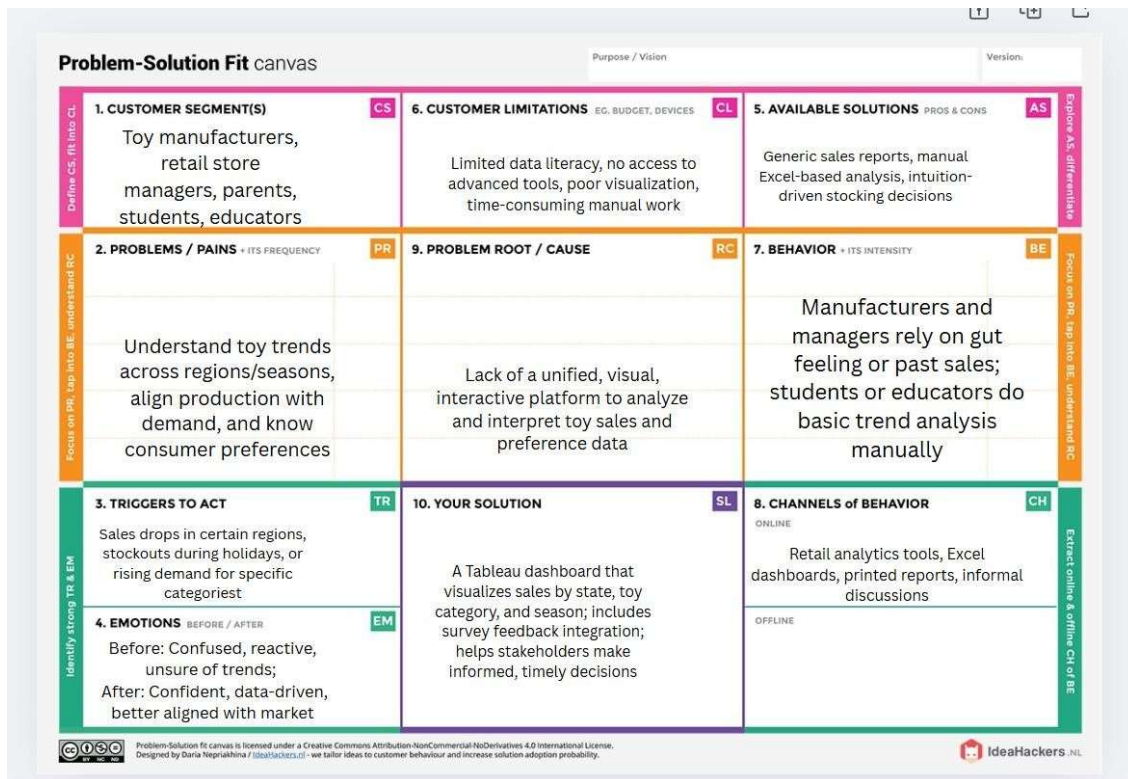 Problem-Solution Fit canvas
Purpose / Vision
Version:
Define CS, fit into CL
1. CUSTOMER SEGMENT(S)
CS
Toy manufacturers,
retail store
managers, parents,
students, educators
6. CUSTOMER LIMITATIONS EG. BUDGET, DEVICES
CL
Limited data literacy, no access to
advanced tools, poor visualization,
time-consuming manual work
5. AVAILABLE SOLUTIONS PROS & CONS
AS
Generic sales reports, manual
Excel-based analysis, intuition-
driven stocking decisions
Explore AS, differentiate
Focus on PR, tap into BE, understand RC
2. PROBLEMS / PAINS + ITS FREQUENCY
PR
Understand toy trends
across regions/seasons,
align production with
demand, and know
consumer preferences
9. PROBLEM ROOT / CAUSE
RC
Lack of a unified, visual,
interactive platform to analyze
and interpret toy sales and
preference data
7. BEHAVIOR + ITS INTENSITY
BE
Manufacturers and
managers rely on gut
feeling or past sales;
students or educators do
basic trend analysis
manually
Focus on PR, tap into BE, understand RC
Identify strong TR & EM
3. TRIGGERS TO ACT
TR
Sales drops in certain regions,
stockouts during holidays, or
rising demand for specific
categoriest
4. EMOTIONS BEFORE / AFTER
EM
Before: Confused, reactive,
unsure of trends;
After: Confident, data-driven,
better aligned with market
10. YOUR SOLUTION
SL
A Tableau dashboard that
visualizes sales by state, toy
category, and season; includes
survey feedback integration;
helps stakeholders make
informed, timely decisions
8. CHANNELS of BEHAVIOR
CH
ONLINE
Retail analytics tools, Excel
dashboards, printed reports, informal
discussions
OFFLINE
Extract online & offline CH of BE
CC BY NC ND
Problem-Solution fit canvas is licensed under a Creative Commons Attribution-NonCommercial-NoDerivatives 4.0 International License.
Designed by Daria Nepriakhina / IdeaHackers.nl - we tailor ideas to customer behaviour and increase solution adoption probability.
IdeaHackers.NL